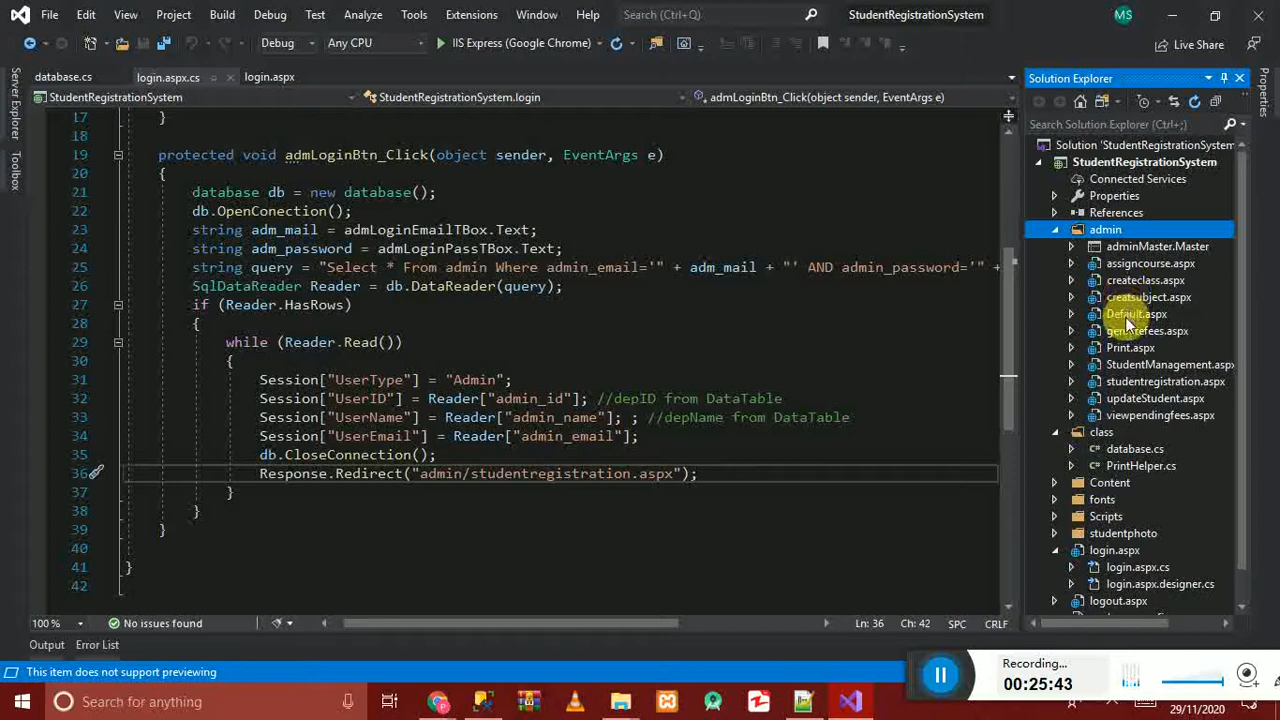 File Edit View Project Build Debug Test Analyze Tools Extensions Window Help Search (Ctrl+Q) StudentRegistrationSystem MS
Debug Any CPU IIS Express (Google Chrome) Live Share
Server Explorer
Toolbox
database.cs login.aspx.cs login.aspx
StudentRegistrationSystem StudentRegistrationSystem.login admLoginBtn_Click(object sender, EventArgs e)
17 }
18
19 protected void admLoginBtn_Click(object sender, EventArgs e)
20 {
21 database db = new database();
22 db.OpenConection();
23 string adm_mail = admLoginEmailTBox.Text;
24 string adm_password = admLoginPassTBox.Text;
25 string query = "Select * From admin Where admin_email='" + adm_mail + "' AND admin_password='" +
26 SqlDataReader Reader = db.DataReader(query);
27 if (Reader.HasRows)
28 {
29 while (Reader.Read())
30 {
31 Session["UserType"] = "Admin";
32 Session["UserID"] = Reader["admin_id"]; //depID from DataTable
33 Session["UserName"] = Reader["admin_name"]; ; //depName from DataTable
34 Session["UserEmail"] = Reader["admin_email"];
35 db.CloseConnection();
36 Response.Redirect("admin/studentregistration.aspx");
37 }
38 }
39 }
40
41 }
42
100 % No issues found Ln: 36 Ch: 42 SPC CRLF
Output Error List
This item does not support previewing
Solution Explorer
Search Solution Explorer (Ctrl+;)
Solution 'StudentRegistrationSystem
StudentRegistrationSystem
Connected Services
Properties
References
admin
adminMaster.Master
assigncourse.aspx
createclass.aspx
creatsubject.aspx
Default.aspx
Print.aspx
StudentManagement.aspx
studentregistration.aspx
updateStudent.aspx
viewpendingfees.aspx
class
database.cs
PrintHelper.cs
Content
fonts
Scripts
studentphoto
login.aspx
login.aspx.cs
login.aspx.designer.cs
logout.aspx
Properties
Recording...
00:25:43
Search for anything
29/11/2020